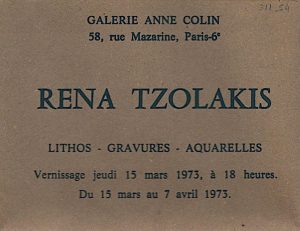 GALERIE ANNE COLIN
58, rue Mazarine, Paris-6e
RENA TZOLAKIS
LITHOS - GRAVURES - AQUARELLES
Vernissage jeudi 15 mars 1973, à 18 heures.
Du 15 mars au 7 avril 1973.